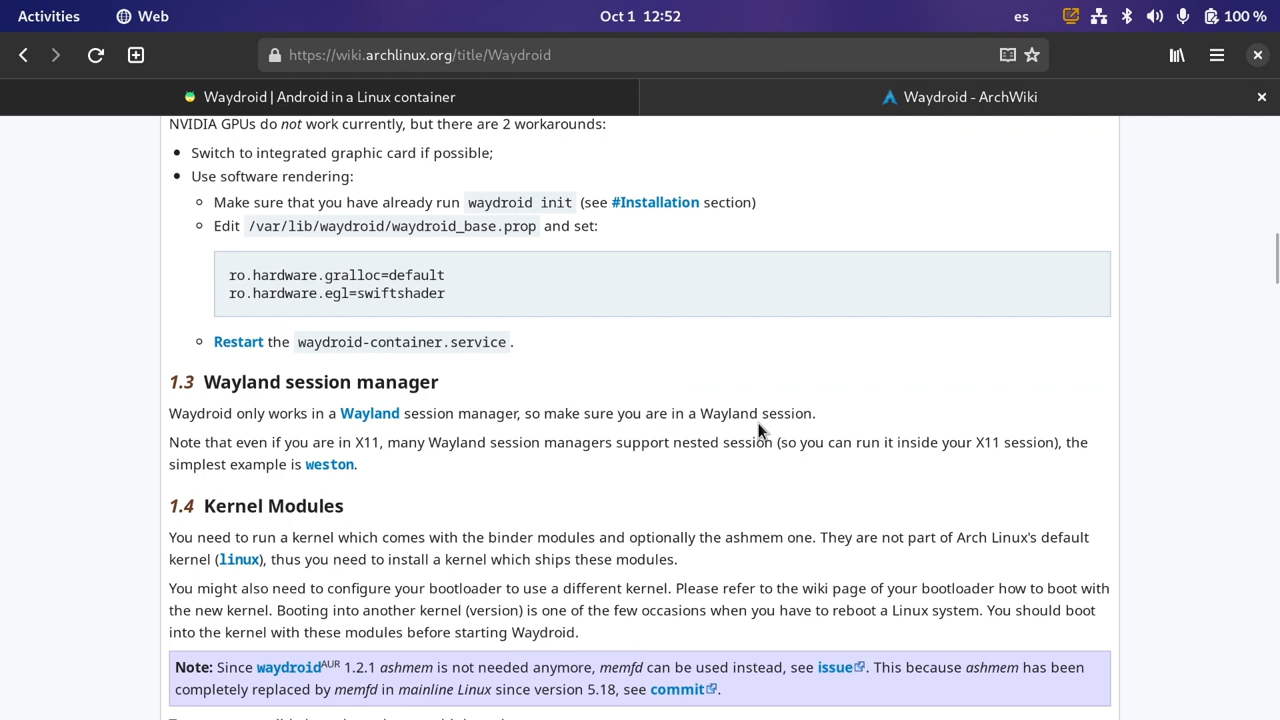 Activities Web Oct 1 12:52 es 100 %
https://wiki.archlinux.org/title/Waydroid
Waydroid | Android in a Linux container Waydroid - ArchWiki
NVIDIA GPUs do not work currently, but there are 2 workarounds:
Switch to integrated graphic card if possible;
Use software rendering:
Make sure that you have already run waydroid init (see #Installation section)
Edit /var/lib/waydroid/waydroid_base.prop and set:
ro.hardware.gralloc=default
ro.hardware.egl=swiftshader
Restart the waydroid-container.service.
1.3 Wayland session manager
Waydroid only works in a Wayland session manager, so make sure you are in a Wayland session.
Note that even if you are in X11, many Wayland session managers support nested session (so you can run it inside your X11 session), the
simplest example is weston.
1.4 Kernel Modules
You need to run a kernel which comes with the binder modules and optionally the ashmem one. They are not part of Arch Linux's default
kernel (linux), thus you need to install a kernel which ships these modules.
You might also need to configure your bootloader to use a different kernel. Please refer to the wiki page of your bootloader how to boot with
the new kernel. Booting into another kernel (version) is one of the few occasions when you have to reboot a Linux system. You should boot
into the kernel with these modules before starting Waydroid.
Note: Since waydroidAUR 1.2.1 ashmem is not needed anymore, memfd can be used instead, see issue. This because ashmem has been
completely replaced by memfd in mainline Linux since version 5.18, see commit.